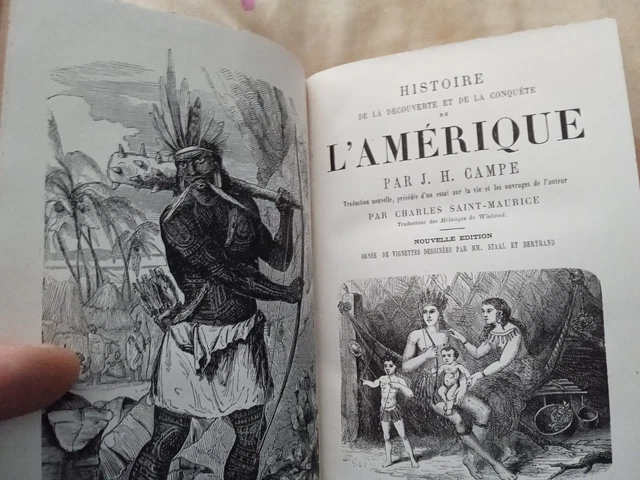 HISTOIRE
DE LA DÉCOUVERTE ET DE LA CONQUÊTE
DE
L'AMÉRIQUE
PAR J. H. CAMPE
Traduction nouvelle, précédée d'un essai sur la vie et les ouvrages de l'auteur
PAR CHARLES SAINT-MAURICE
Traducteur des Mélanges de Wieland.
NOUVELLE EDITION
ORNÉE DE VIGNETTES DESSINÉES PAR MM. STAAL ET BERTRAND